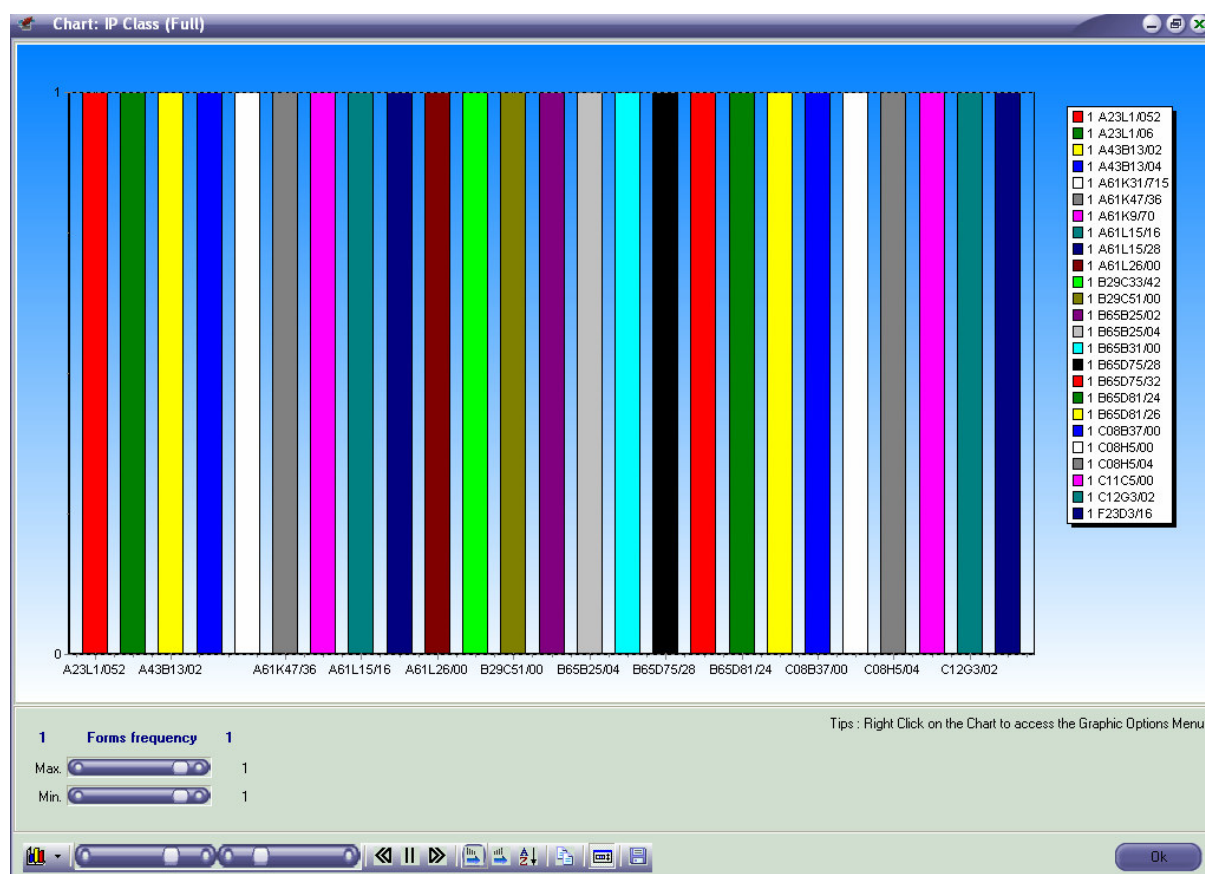 Chart: IP Class (Full)
1
1 A23L1/052
1 A23L1/06
1 A43B13/02
1 A43B13/04
1 A61K31/715
1 A61K47/36
1 A61K9/70
1 A61L15/16
1 A61L15/28
1 A61L26/00
1 B29C33/42
1 B29C51/00
1 B65B25/02
1 B65B25/04
1 B65B31/00
1 B65D75/28
1 B65D75/32
1 B65D81/24
1 B65D81/26
1 C08B37/00
1 C08H5/00
1 C08H5/04
1 C11C5/00
1 C12G3/02
1 F23D3/16
0
A23L1/052 A43B13/02 A61K47/36 A61L15/16 A61L26/00 B29C51/00 B65B25/04 B65D75/28 B65D81/24 C08B37/00 C08H5/04 C12G3/02
Tips : Right Click on the Chart to access the Graphic Options Menu
1 Forms frequency 1
Max. 1
Min. 1
Ok